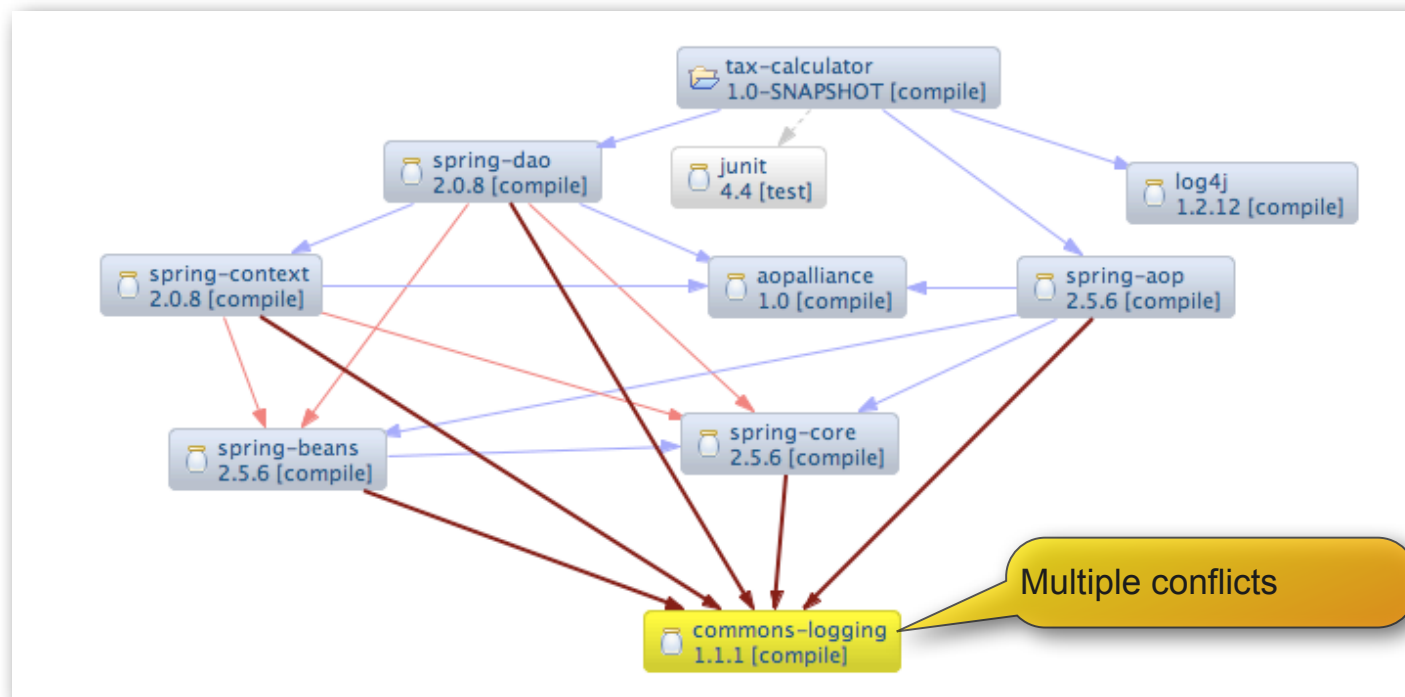 tax-calculator
1.0-SNAPSHOT [compile]
spring-dao
2.0.8 [compile]
junit
4.4 [test]
log4j
1.2.12 [compile]
spring-context
2.0.8 [compile]
aopalliance
1.0 [compile]
spring-aop
2.5.6 [compile]
spring-beans
2.5.6 [compile]
spring-core
2.5.6 [compile]
Multiple conflicts
commons-logging
1.1.1 [compile]